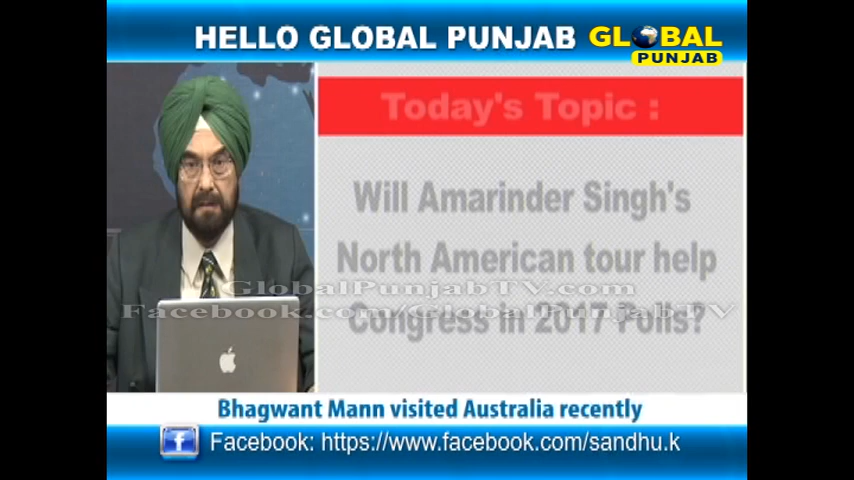 HELLO GLOBAL PUNJAB
GLOBAL
PUNJAB
Today's Topic :
Will Amarinder Singh's
North American tour help
Congress in 2017 Polls?
GlobalPunjabTV.com
Facebook.com/GlobalPunjabTV
Bhagwant Mann visited Australia recently
Facebook: https://www.facebook.com/sandhu.k